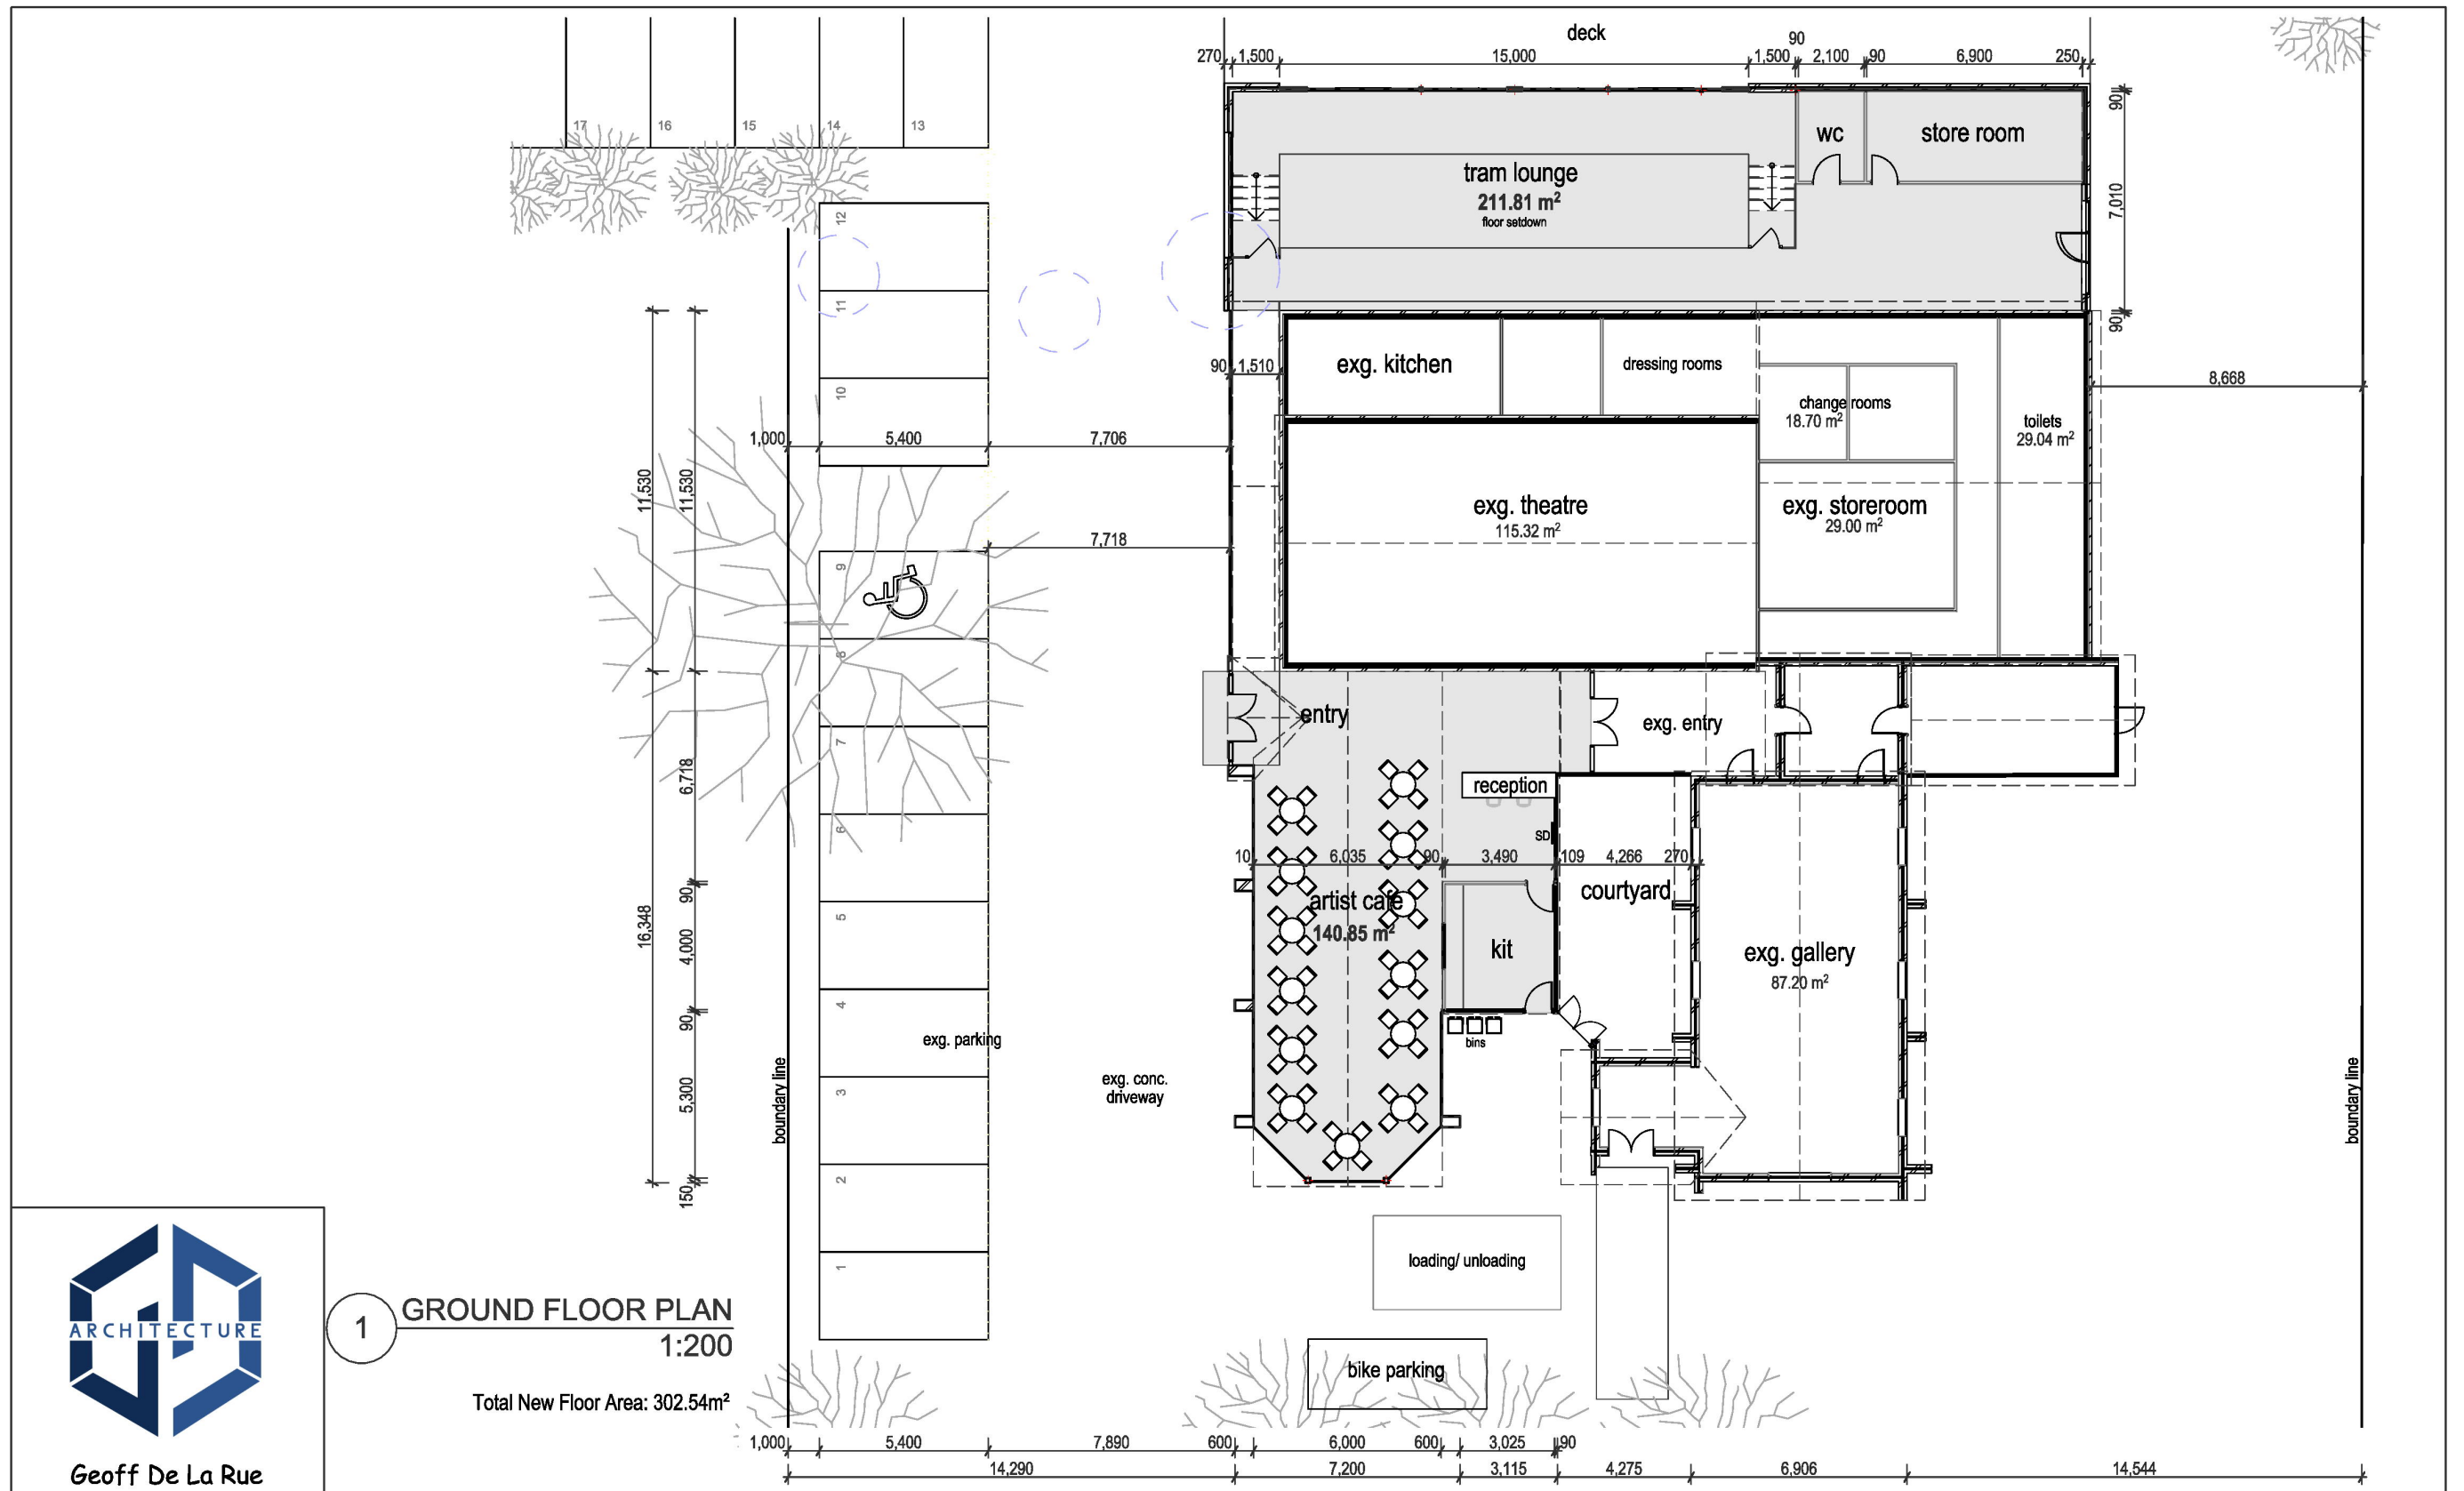 deck
270 1,500 15,000 1,500 90 2,100 90 6,900 250
17 16 15 14 13
wc
store room
tram lounge
211.81 m²
floor setdown
90
7,010
90
12
11
10
exg. kitchen
dressing rooms
90 1,510
8,668
change rooms
18.70 m²
toilets
29.04 m²
1,000 5,400 7,706
11,530
11,530
exg. theatre
115.32 m²
exg. storeroom
29.00 m²
7,718
9
8
entry
exg. entry
7
6,718
reception
SD
6
10 6,035 90 3,490 109 4,266 270
artist cafe
140.85 m²
courtyard
kit
exg. gallery
87.20 m²
5
16,348
90
4,000
90
4
exg. parking
bins
exg. conc.
driveway
boundary line
boundary line
5,300
3
2
150
loading/ unloading
1
ARCHITECTURE
Geoff De La Rue
1
GROUND FLOOR PLAN
1:200
Total New Floor Area: 302.54m²
bike parking
1,000 5,400 7,890 600 6,000 600 3,025 90
14,290 7,200 3,115 4,275 6,906 14,544